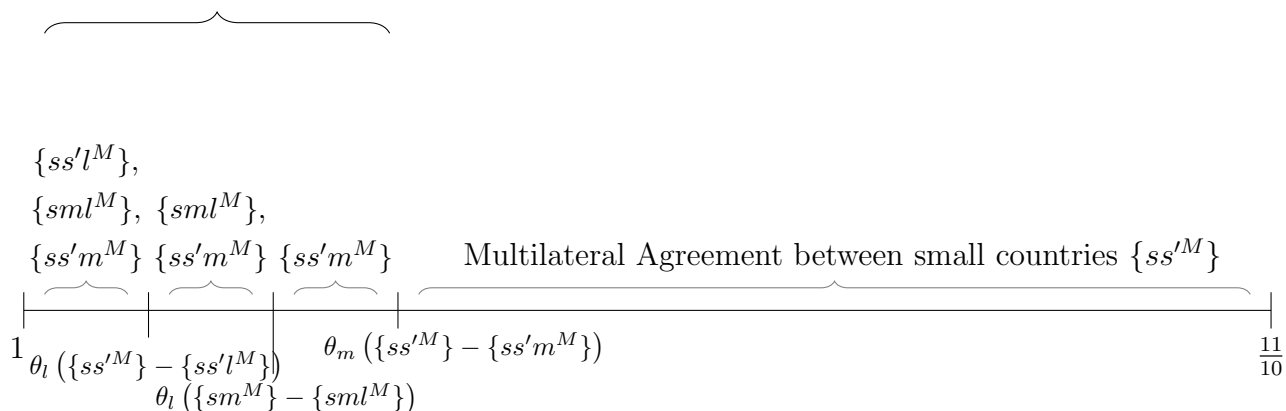 {ss′l^M},
{sml^M}, {sml^M},
{ss′m^M} {ss′m^M} {ss′m^M} Multilateral Agreement between small countries {ss′^M}
1 θ_l ({ss′^M} − {ss′l^M}) θ_m ({ss′^M} − {ss′m^M}) 11/10
θ_l ({sm^M} − {sml^M})